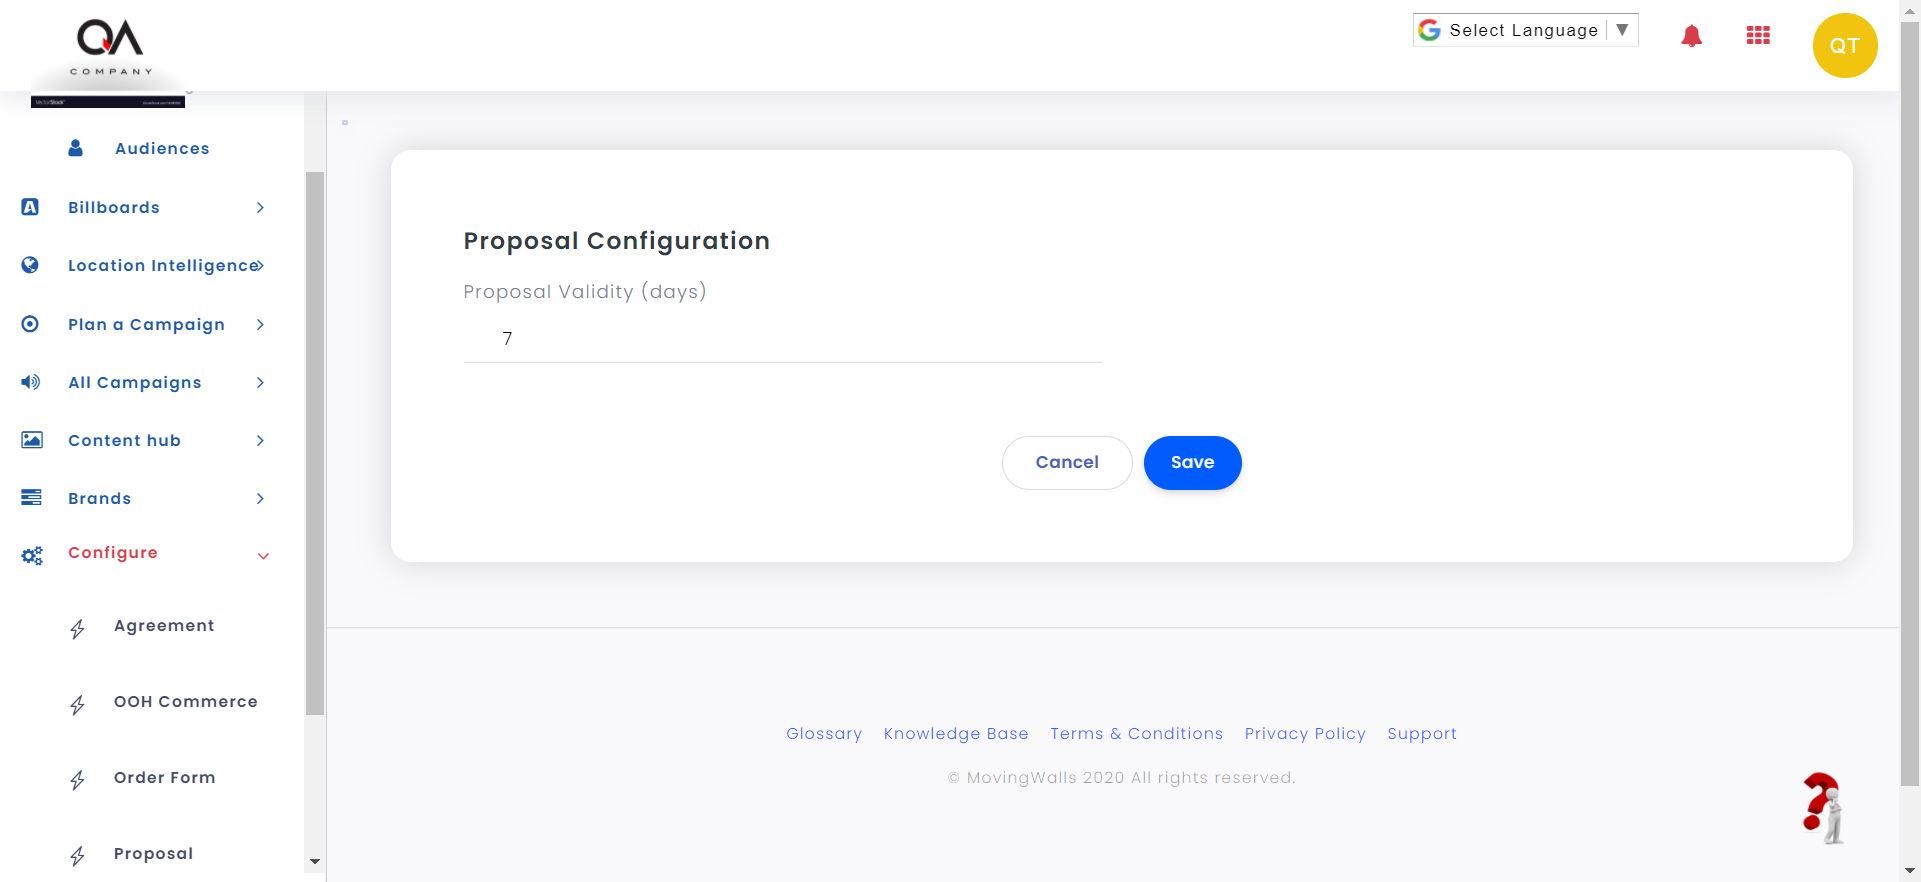 QA
COMPANY
Select Language ▼
QT
VectorStock
Audiences
Billboards
Location Intelligence
Plan a Campaign
All Campaigns
Content hub
Brands
Configure
Agreement
OOH Commerce
Order Form
Proposal
Proposal Configuration
Proposal Validity (days)
7
Cancel Save
Glossary Knowledge Base Terms & Conditions Privacy Policy Support
© MovingWalls 2020 All rights reserved.